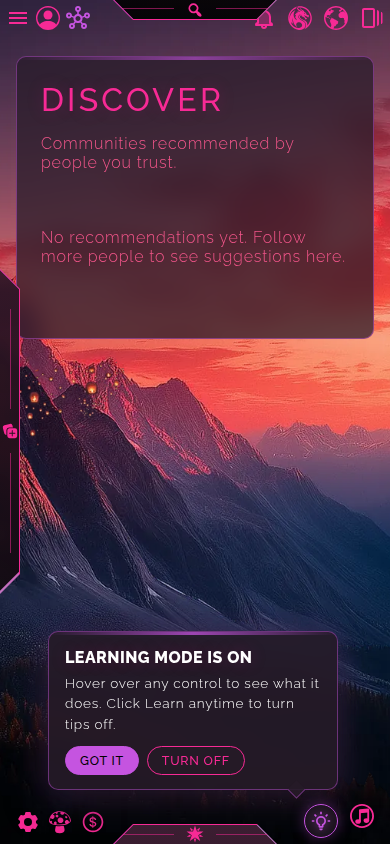 DISCOVER
Communities recommended by
people you trust.
No recommendations yet. Follow
more people to see suggestions here.
LEARNING MODE IS ON
Hover over any control to see what it
does. Click Learn anytime to turn
tips off.
GOT IT
TURN OFF
$